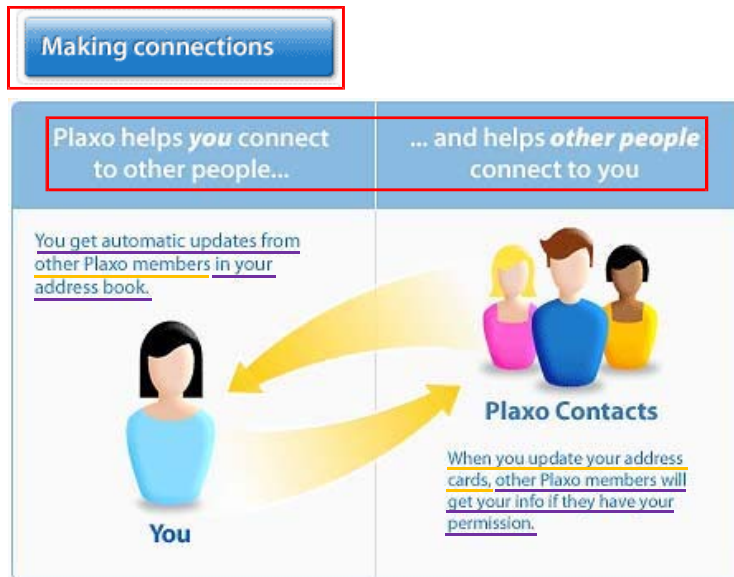 Making connections
Plaxo helps you connect
to other people...
... and helps other people
connect to you
You get automatic updates from
other Plaxo members in your
address book.
You
Plaxo Contacts
When you update your address
cards, other Plaxo members will
get your info if they have your
permission.